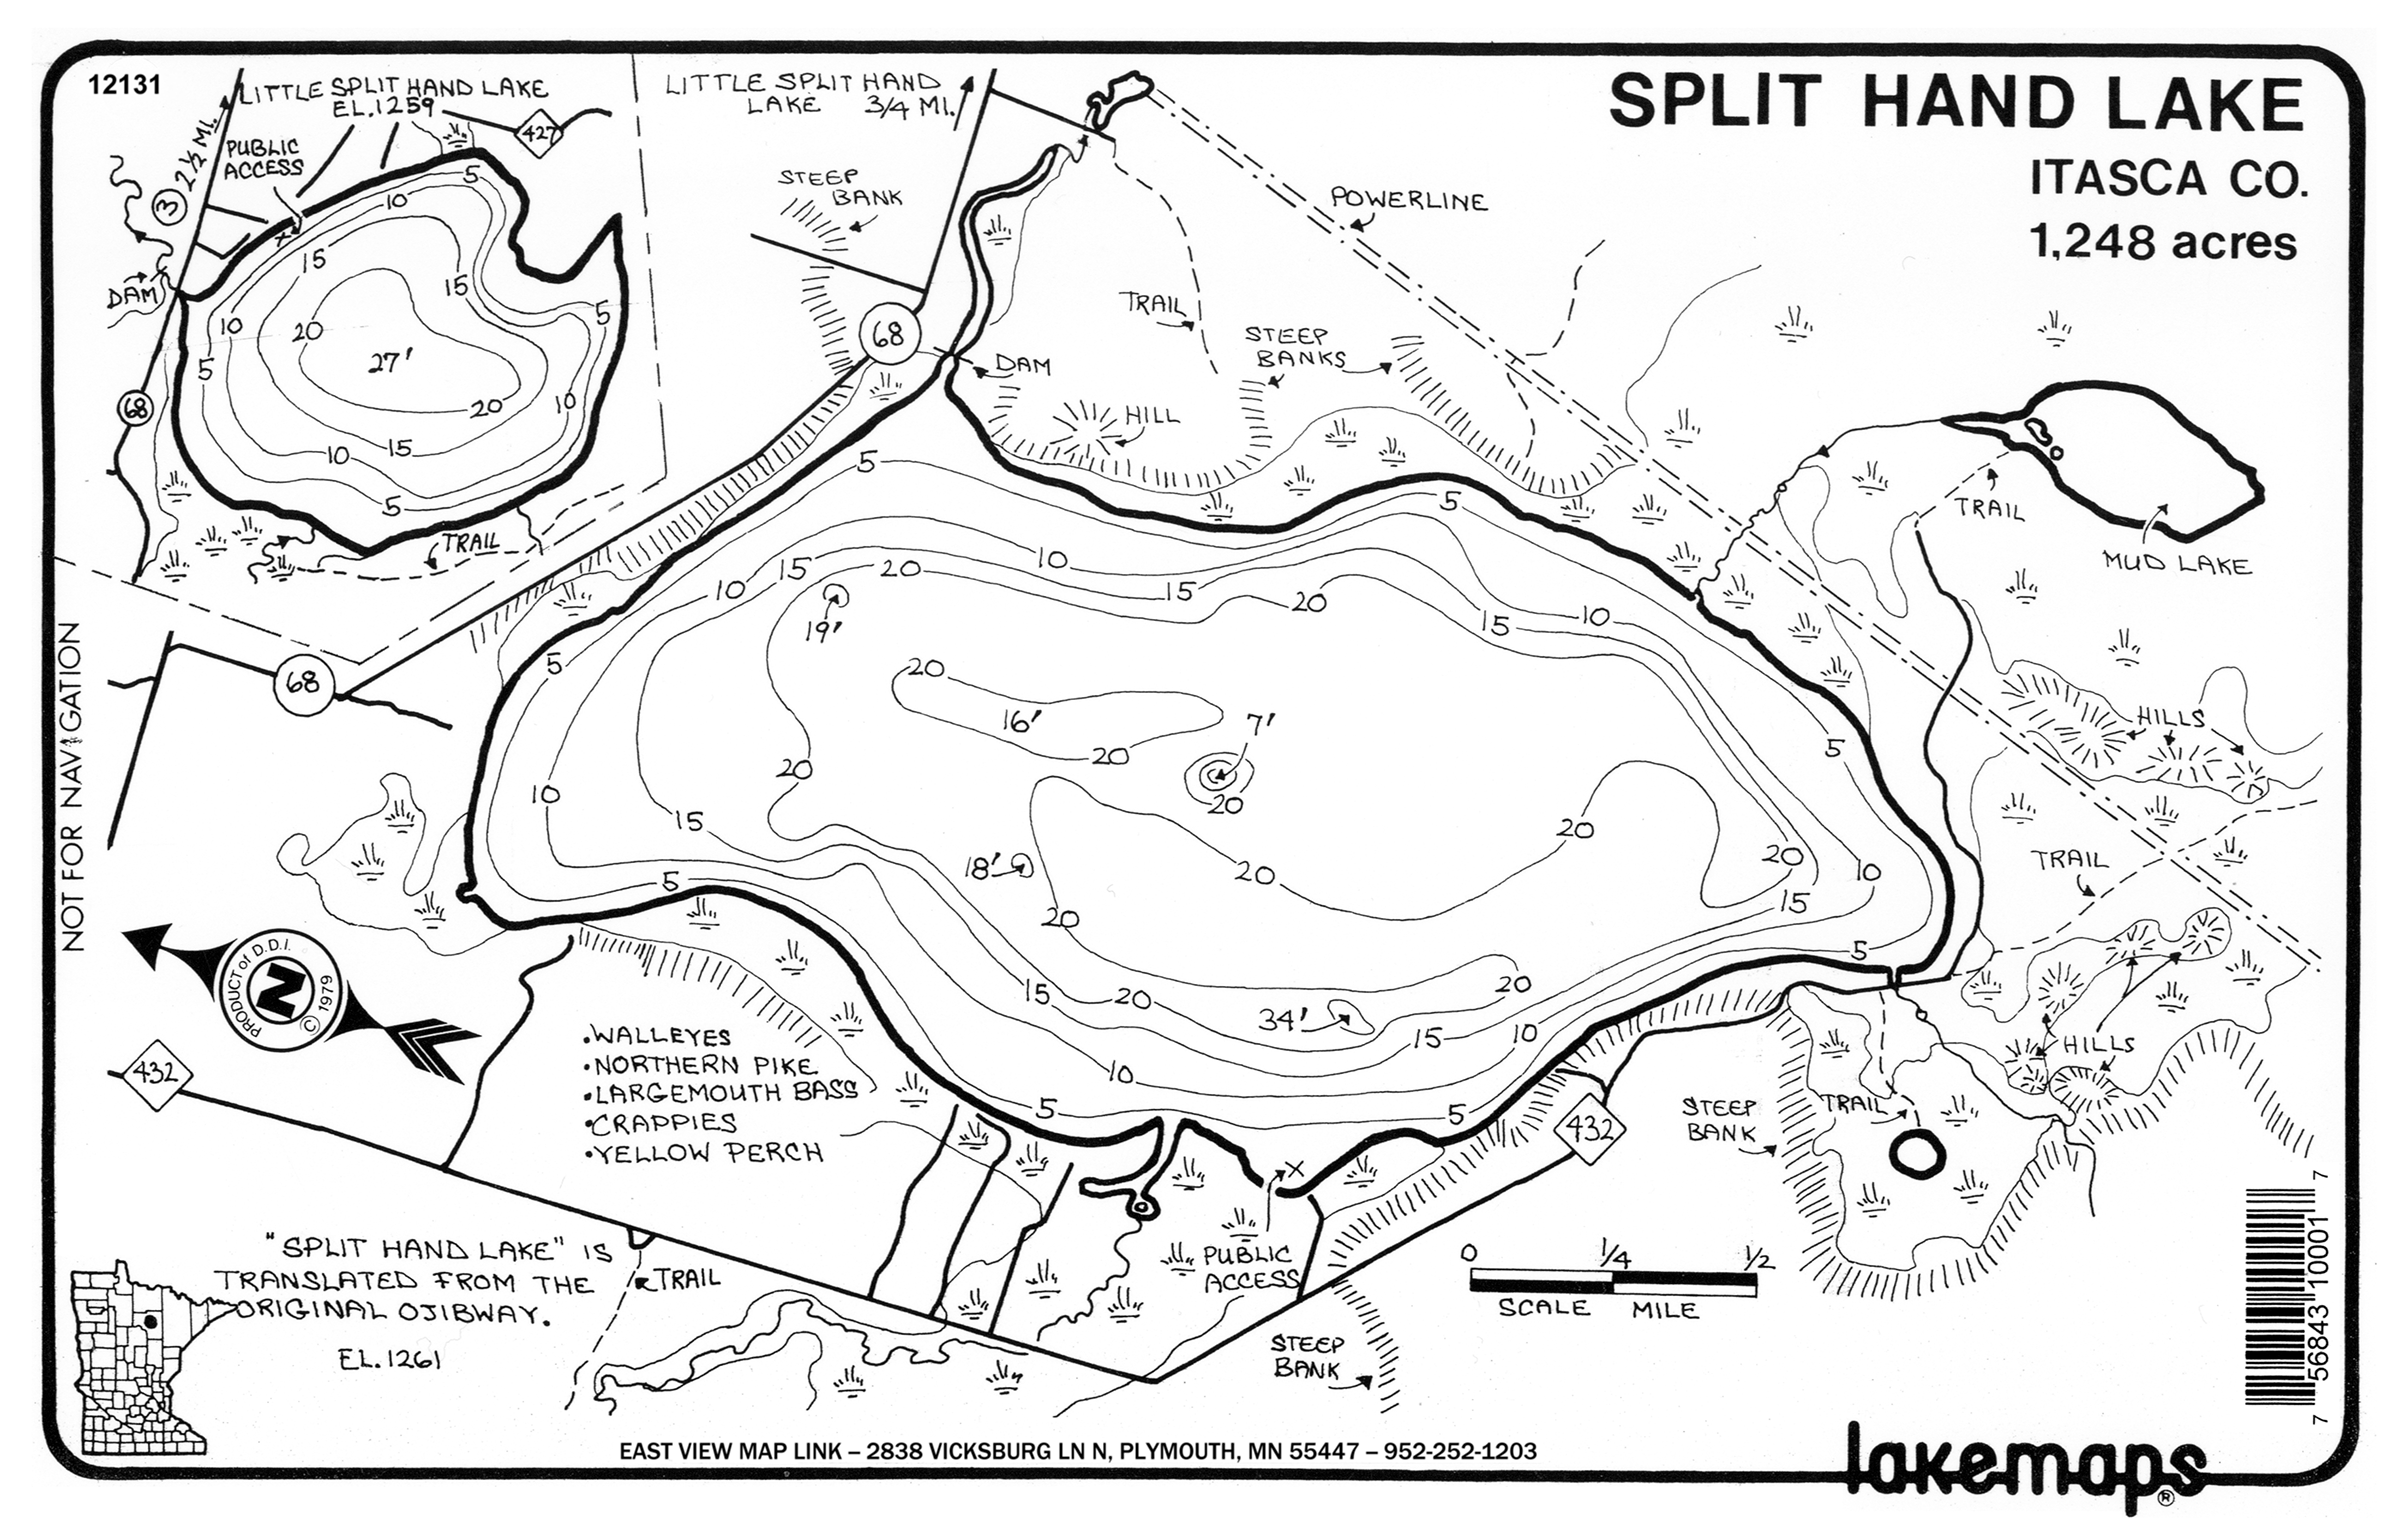 12131
LITTLE SPLIT HAND LAKE
EL.1259
427
2½ MI.
3
PUBLIC
ACCESS
DAM
68
5
10
15
15
5
10
20
27'
5
20
10
10
15
5
TRAIL
LITTLE SPLIT HAND
LAKE 3/4 MI.
STEEP
BANK
68
DAM
TRAIL
HILL
STEEP
BANKS
POWERLINE
SPLIT HAND LAKE
ITASCA CO.
1,248 acres
TRAIL
MUD LAKE
HILLS
TRAIL
HILLS
NOT FOR NAVIGATION
68
5
5
10
15
20
10
15
20
10
15
19'
5
20
16'
20
7'
20
5
20
10
15
18'
20
20
20
20
10
15
5
5
15
20
20
34'
15
10
10
5
5
PRODUCT of D.D.I.
N
© 1979
432
•WALLEYES
•NORTHERN PIKE
•LARGEMOUTH BASS
•CRAPPIES
•YELLOW PERCH
X
PUBLIC
ACCESS
432
STEEP
BANK
TRAIL
"SPLIT HAND LAKE" IS
TRANSLATED FROM THE
ORIGINAL OJIBWAY.
EL.1261
TRAIL
STEEP
BANK
0 1/4 1/2
SCALE MILE
7 56843 10001 7
EAST VIEW MAP LINK – 2838 VICKSBURG LN N, PLYMOUTH, MN 55447 – 952-252-1203
lakemaps®